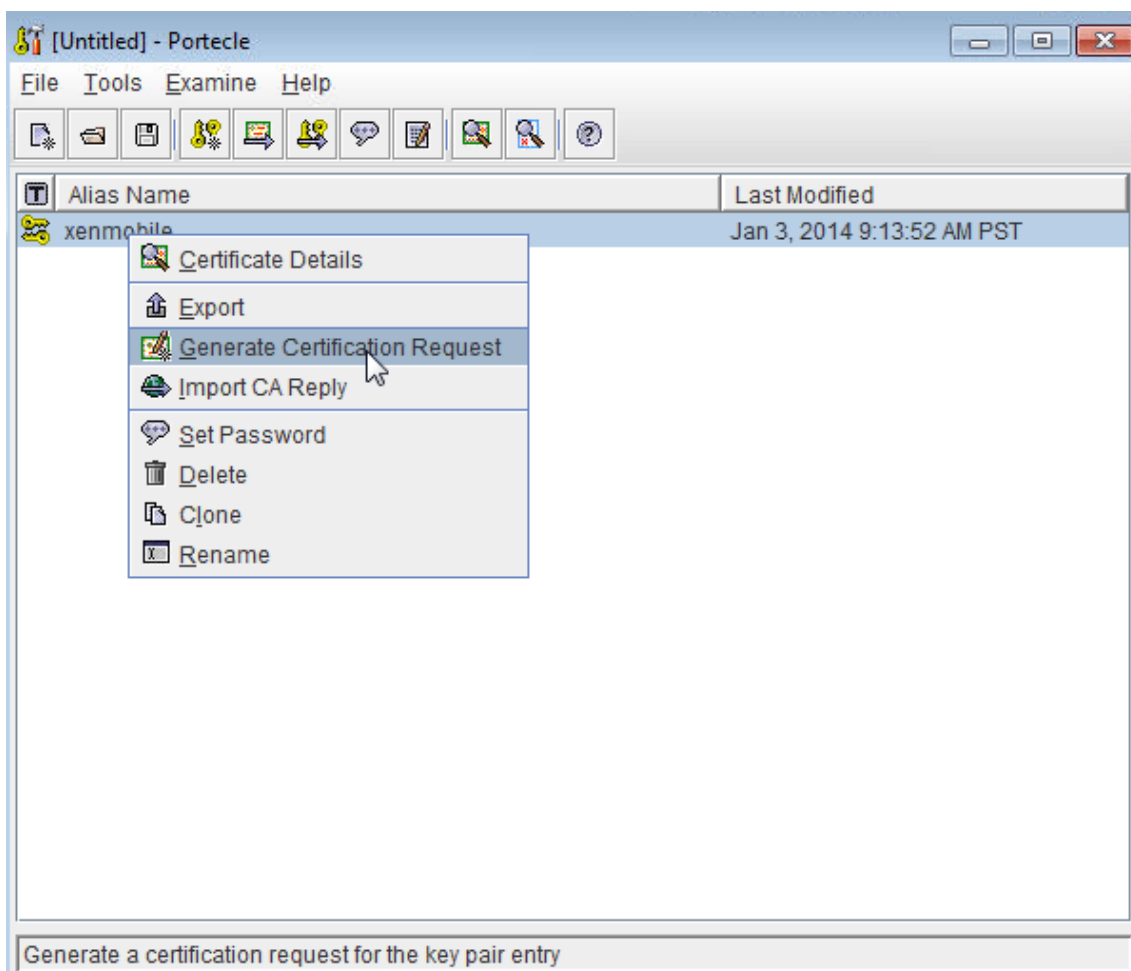 [Untitled] - Portecle
File Tools Examine Help
T Alias Name Last Modified
xenmobile Jan 3, 2014 9:13:52 AM PST
Certificate Details
Export
Generate Certification Request
Import CA Reply
Set Password
Delete
Clone
Rename
Generate a certification request for the key pair entry